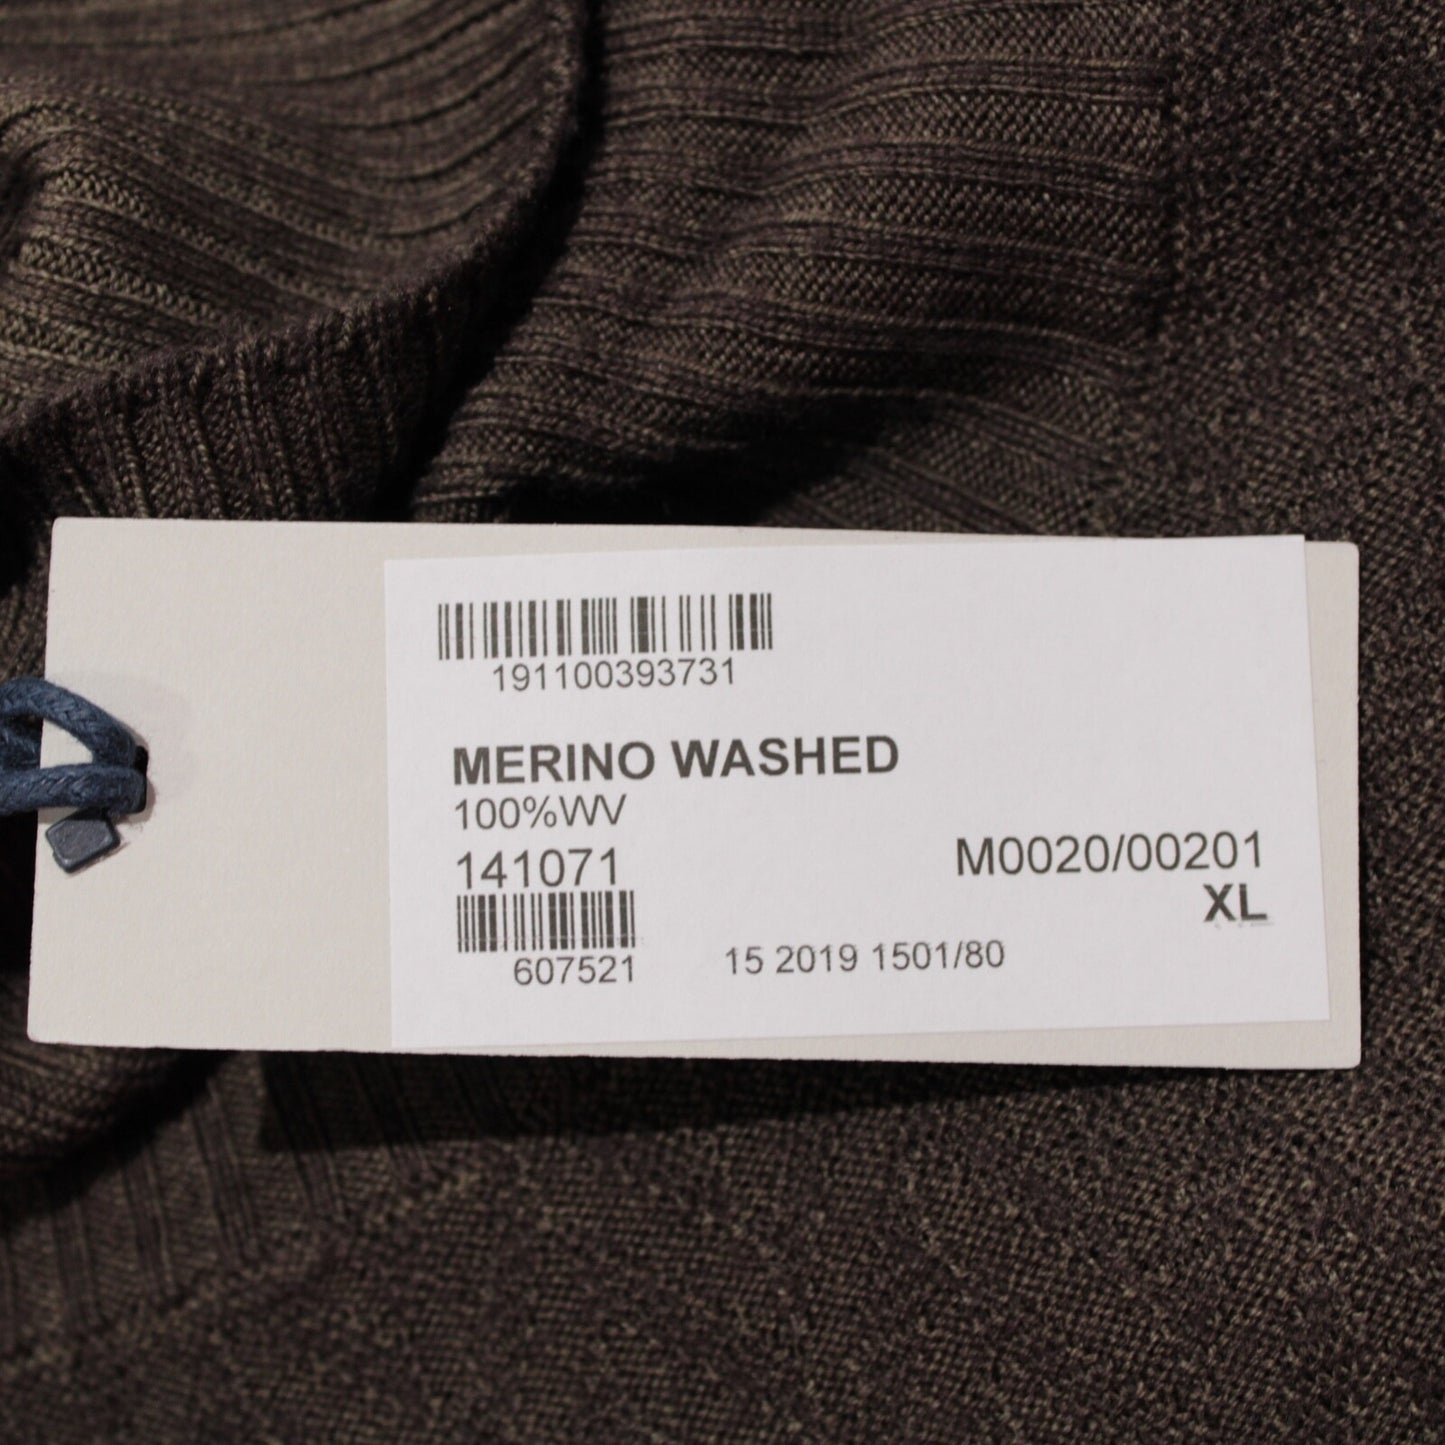 191100393731
MERINO WASHED
100%WV
141071
M0020/00201
XL
607521
15 2019 1501/80